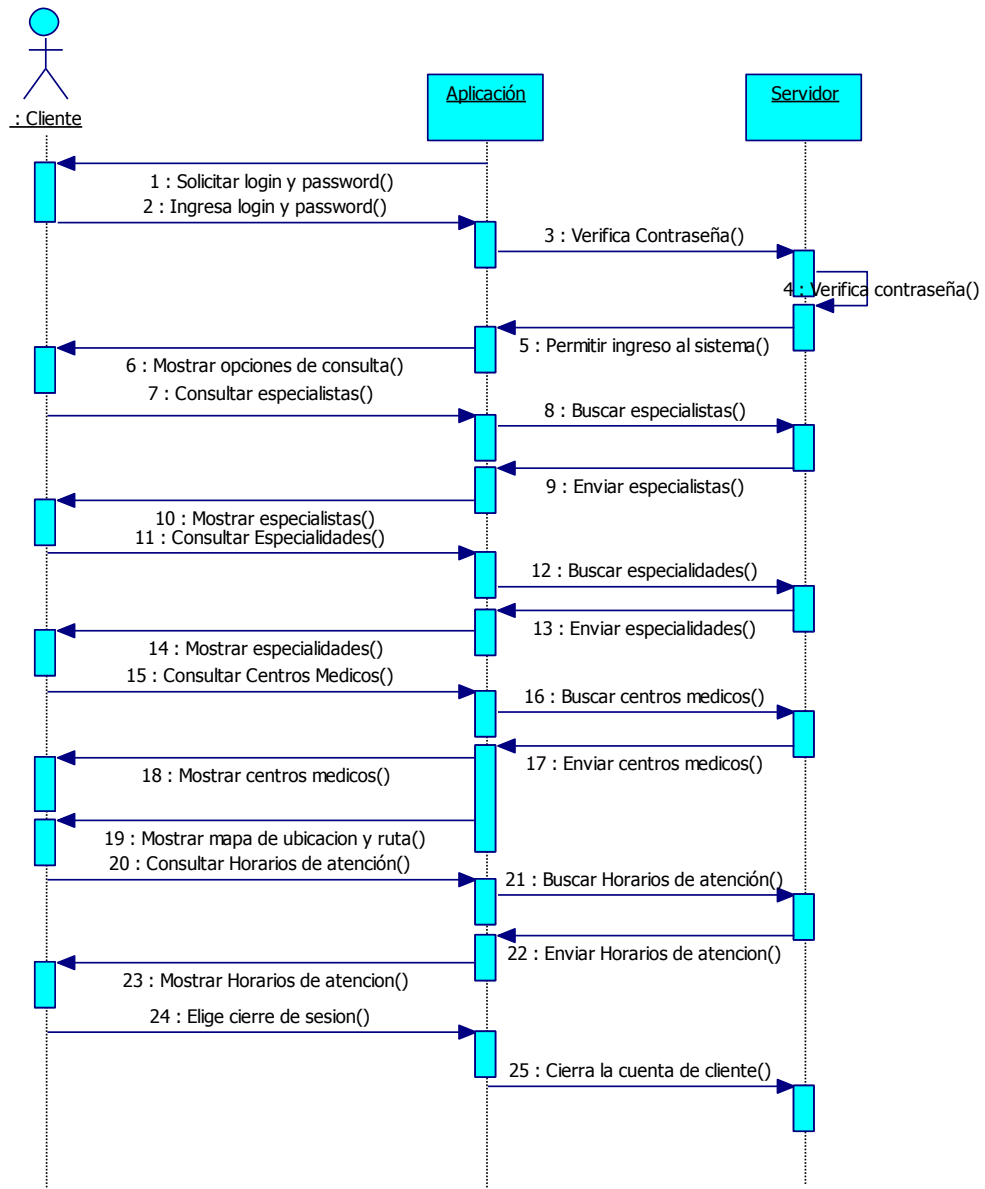 : Cliente
Aplicación
Servidor
1 : Solicitar login y password()
2 : Ingresa login y password()
3 : Verifica Contraseña()
4 : Verifica contraseña()
5 : Permitir ingreso al sistema()
6 : Mostrar opciones de consulta()
7 : Consultar especialistas()
8 : Buscar especialistas()
9 : Enviar especialistas()
10 : Mostrar especialistas()
11 : Consultar Especialidades()
12 : Buscar especialidades()
13 : Enviar especialidades()
14 : Mostrar especialidades()
15 : Consultar Centros Medicos()
16 : Buscar centros medicos()
17 : Enviar centros medicos()
18 : Mostrar centros medicos()
19 : Mostrar mapa de ubicacion y ruta()
20 : Consultar Horarios de atención()
21 : Buscar Horarios de atención()
22 : Enviar Horarios de atencion()
23 : Mostrar Horarios de atencion()
24 : Elige cierre de sesion()
25 : Cierra la cuenta de cliente()